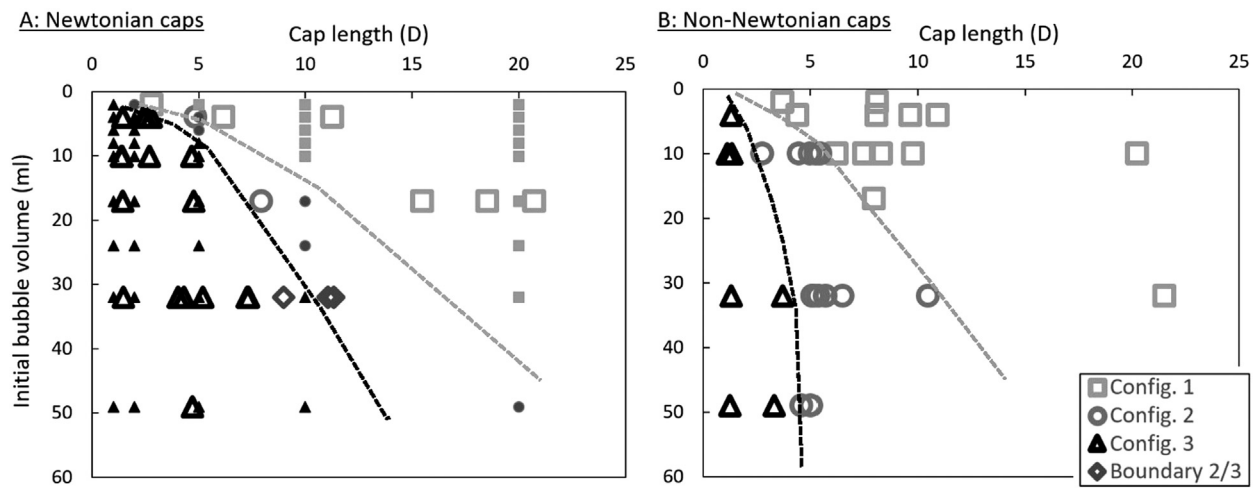 A: Newtonian caps
Cap length (D)
0 5 10 15 20 25
Initial bubble volume (ml)
0
10
20
30
40
50
60
B: Non-Newtonian caps
Cap length (D)
0 5 10 15 20 25
0
10
20
30
40
50
60
Config. 1
Config. 2
Config. 3
Boundary 2/3